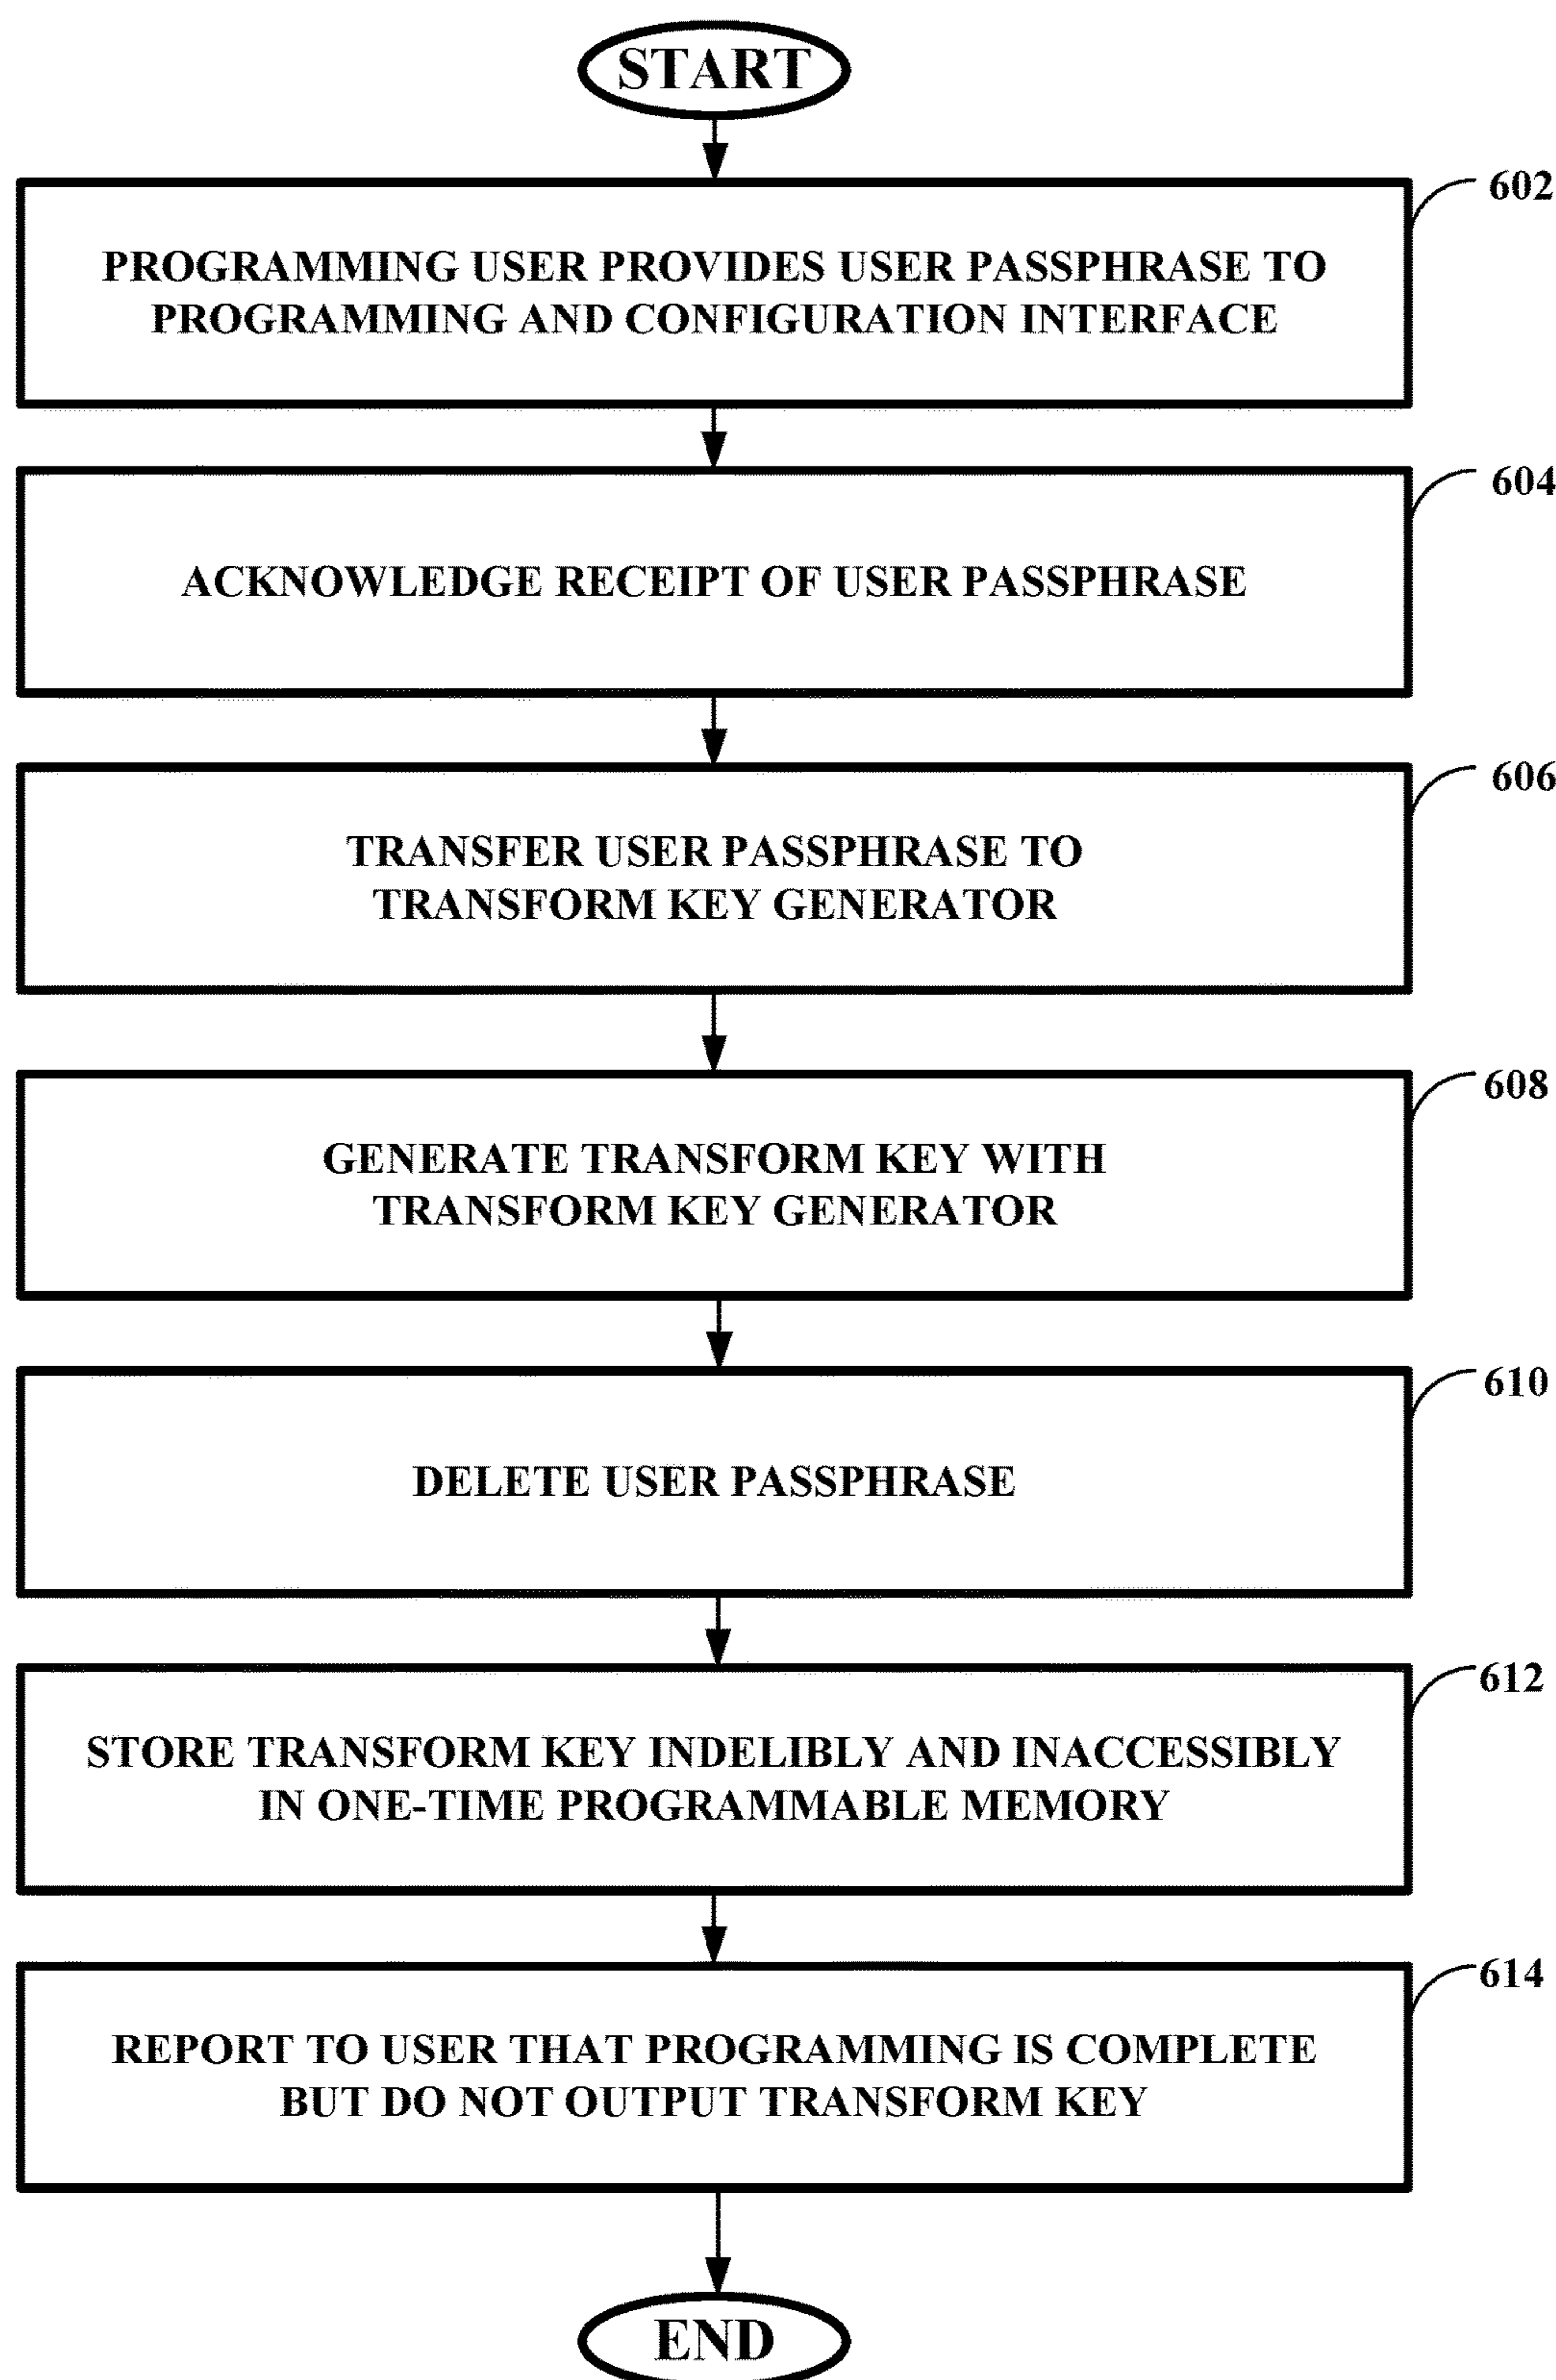 START
602
PROGRAMMING USER PROVIDES USER PASSPHRASE TO
PROGRAMMING AND CONFIGURATION INTERFACE
604
ACKNOWLEDGE RECEIPT OF USER PASSPHRASE
606
TRANSFER USER PASSPHRASE TO
TRANSFORM KEY GENERATOR
608
GENERATE TRANSFORM KEY WITH
TRANSFORM KEY GENERATOR
610
DELETE USER PASSPHRASE
612
STORE TRANSFORM KEY INDELIBLY AND INACCESSIBLY
IN ONE-TIME PROGRAMMABLE MEMORY
614
REPORT TO USER THAT PROGRAMMING IS COMPLETE
BUT DO NOT OUTPUT TRANSFORM KEY
END